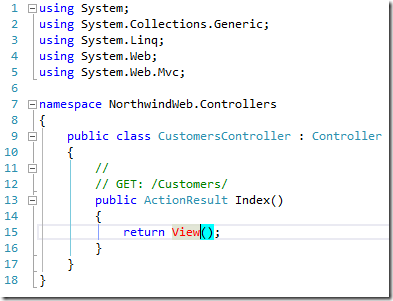 1 using System;
2 using System.Collections.Generic;
3 using System.Linq;
4 using System.Web;
5 using System.Web.Mvc;
6
7 namespace NorthwindWeb.Controllers
8 {
9     public class CustomersController : Controller
10     {
11         //
12         // GET: /Customers/
13         public ActionResult Index()
14         {
15             return View();
16         }
17     }
18 }